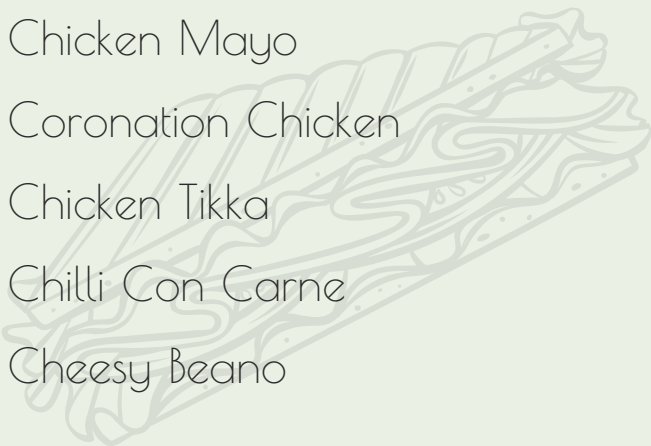 Chicken Mayo
Coronation Chicken
Chicken Tikka
Chilli Con Carne
Cheesy Beano